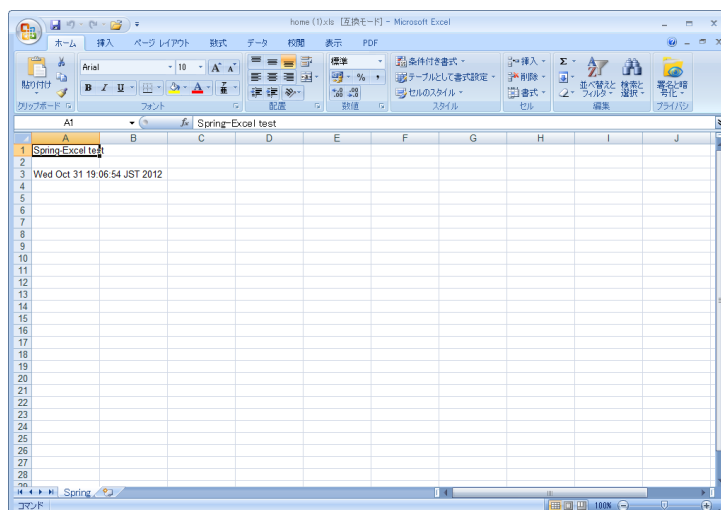 home (1).xls [互換モード] - Microsoft Excel
ホーム 挿入 ページ レイアウト 数式 データ 校閲 表示 PDF
貼り付け
クリップボード
Arial 10 A A
B I U A
フォント
配置
標準
% ,
数値
条件付き書式
テーブルとして書式設定
セルのスタイル
スタイル
挿入
削除
書式
セル
Σ
並べ替えと フィルタ
検索と 選択
編集
署名と暗号化
プライバシ
A1 fx Spring-Excel test
A B C D E F G H I J
1 Spring-Excel test
2
3 Wed Oct 31 19:06:54 JST 2012
4
5
6
7
8
9
10
11
12
13
14
15
16
17
18
19
20
21
22
23
24
25
26
27
28
29
Spring
コマンド 100%